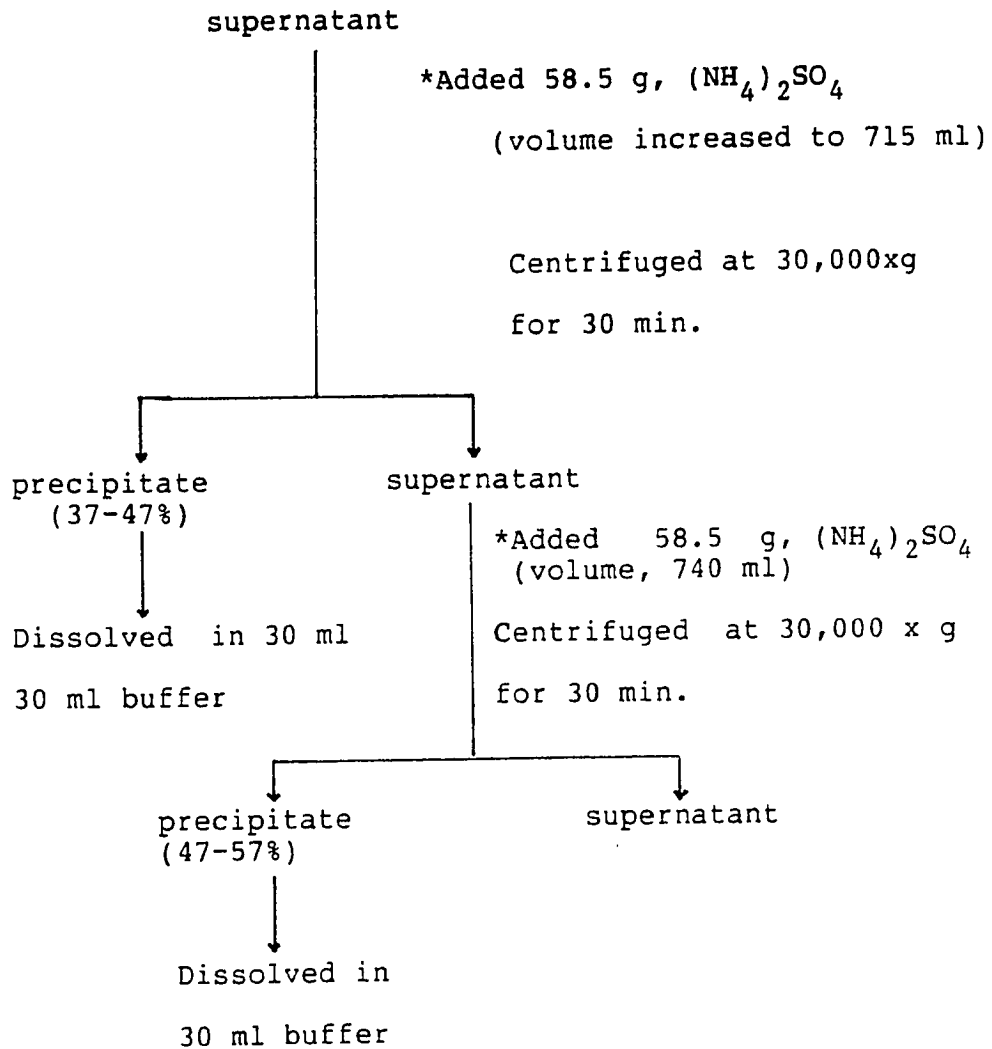 supernatant
*Added 58.5 g, (NH4)2SO4
(volume increased to 715 ml)
Centrifuged at 30,000xg
for 30 min.
precipitate
(37-47%)
supernatant
*Added 58.5 g, (NH4)2SO4
(volume, 740 ml)
Dissolved in 30 ml
30 ml buffer
Centrifuged at 30,000 x g
for 30 min.
precipitate
(47-57%)
supernatant
Dissolved in
30 ml buffer